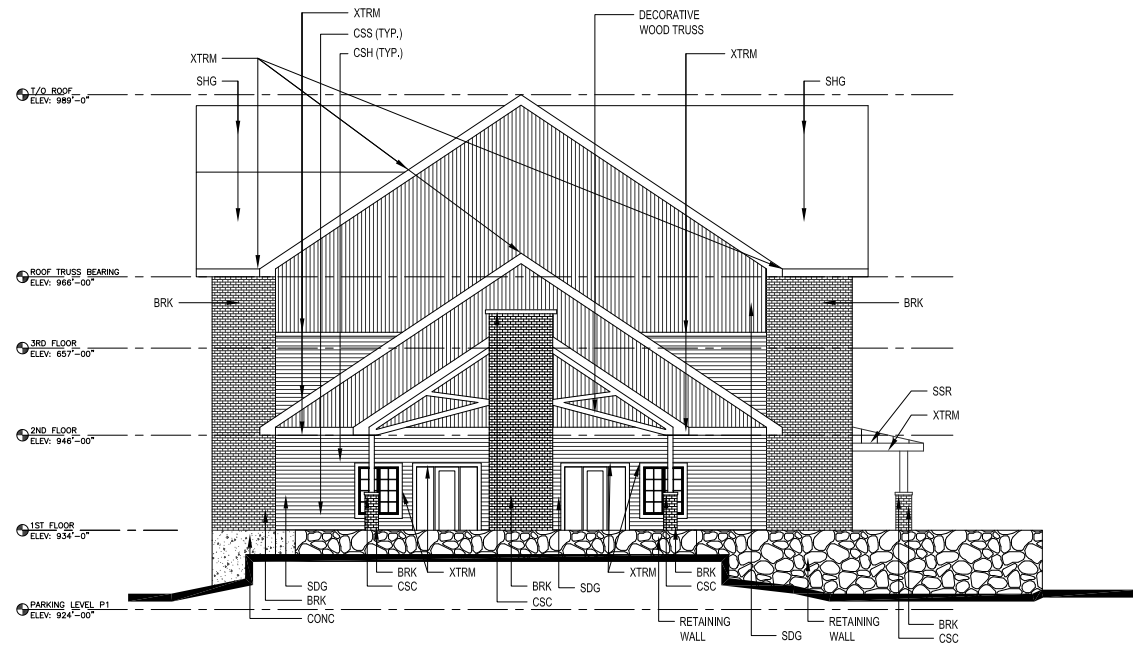 XTRM
CSS (TYP.)
CSH (TYP.)
DECORATIVE
WOOD TRUSS
XTRM
XTRM
SHG
SHG
T/O ROOF
ELEV: 989'-0"
ROOF TRUSS BEARING
ELEV: 966'-00"
BRK
BRK
3RD FLOOR
ELEV: 657'-00"
SSR
XTRM
2ND FLOOR
ELEV: 946'-00"
1ST FLOOR
ELEV: 934'-0"
SDG
BRK
CONC
BRK
CSC
XTRM
BRK
CSC
SDG
XTRM
BRK
CSC
RETAINING
WALL
SDG
RETAINING
WALL
BRK
CSC
PARKING LEVEL P1
ELEV: 924'-00"